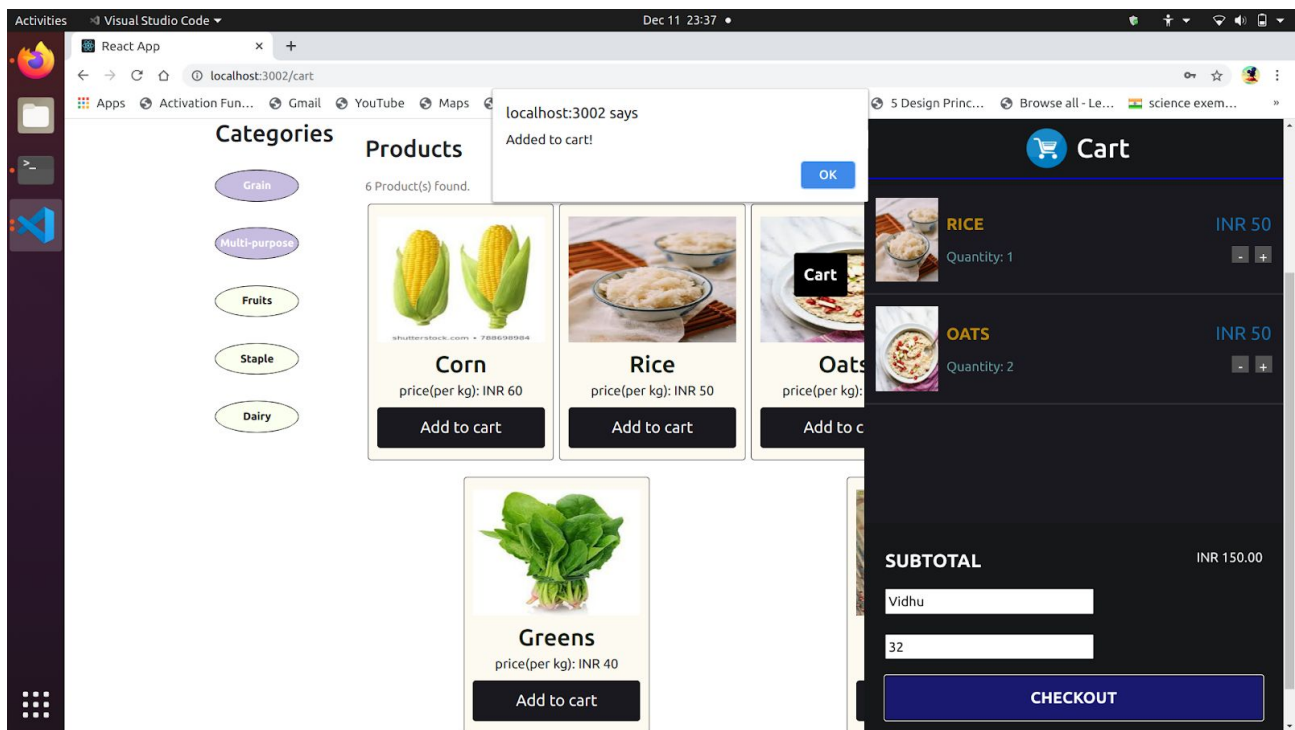 Activities
Visual Studio Code
Dec 11 23:37
React App
localhost:3002/cart
Apps
Activation Fun...
Gmail
YouTube
Maps
5 Design Princ...
Browse all - Le...
science exem...
»
localhost:3002 says
Added to cart!
OK
Categories
Grain
Multi-purpose
Fruits
Staple
Dairy
Products
6 Product(s) found.
shutterstock.com • 788698984
Corn
price(per kg): INR 60
Add to cart
Rice
price(per kg): INR 50
Add to cart
Cart
Oats
price(per kg):
Add to c
Greens
price(per kg): INR 40
Add to cart
Cart
RICE
INR 50
Quantity: 1
- +
OATS
INR 50
Quantity: 2
- +
SUBTOTAL
INR 150.00
Vidhu
32
CHECKOUT